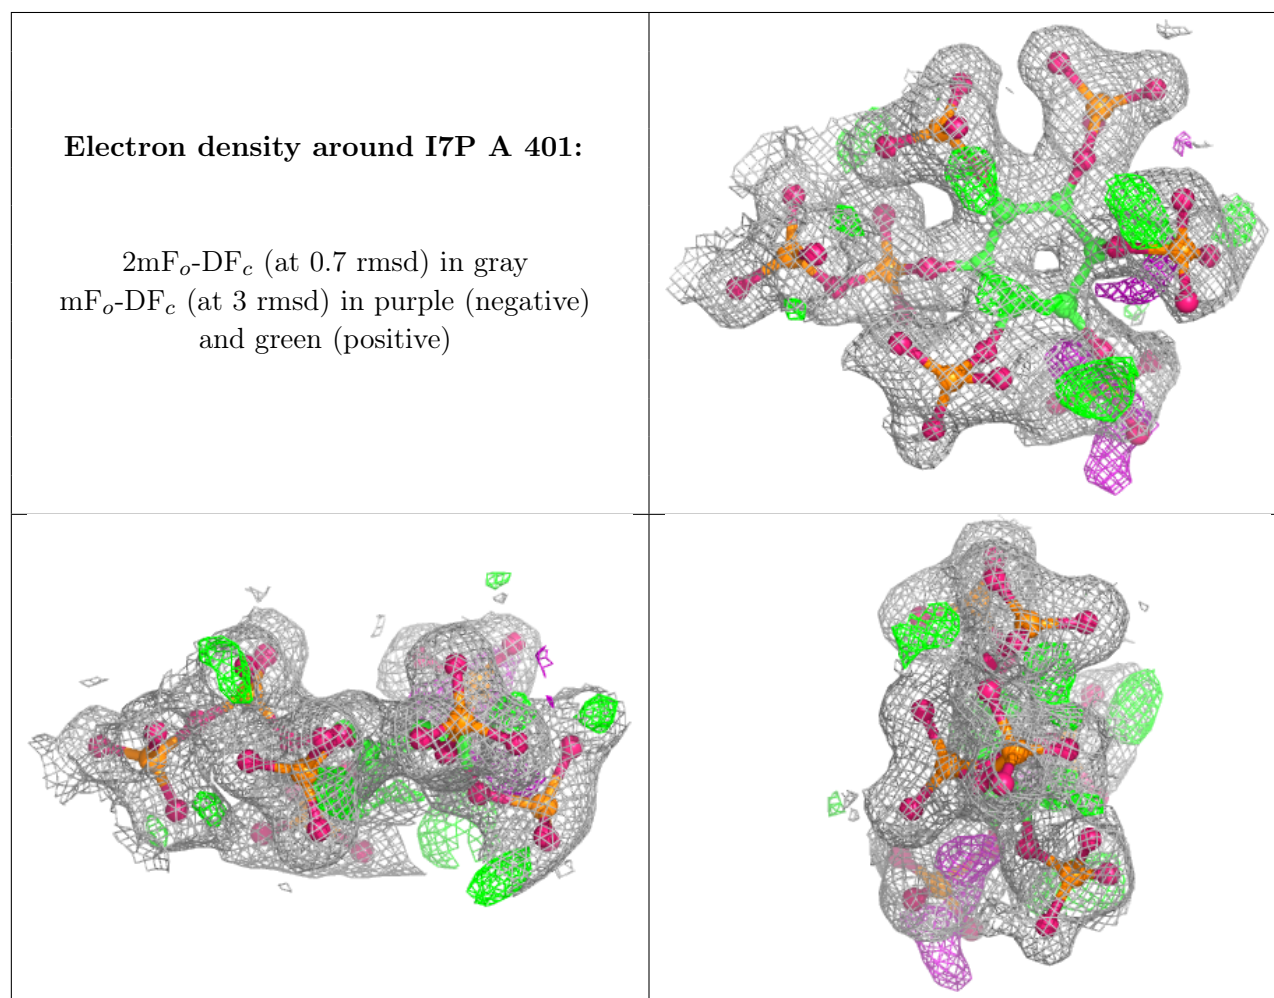 Electron density around I7P A 401:
2mFo-DFc (at 0.7 rmsd) in gray
mFo-DFc (at 3 rmsd) in purple (negative)
and green (positive)